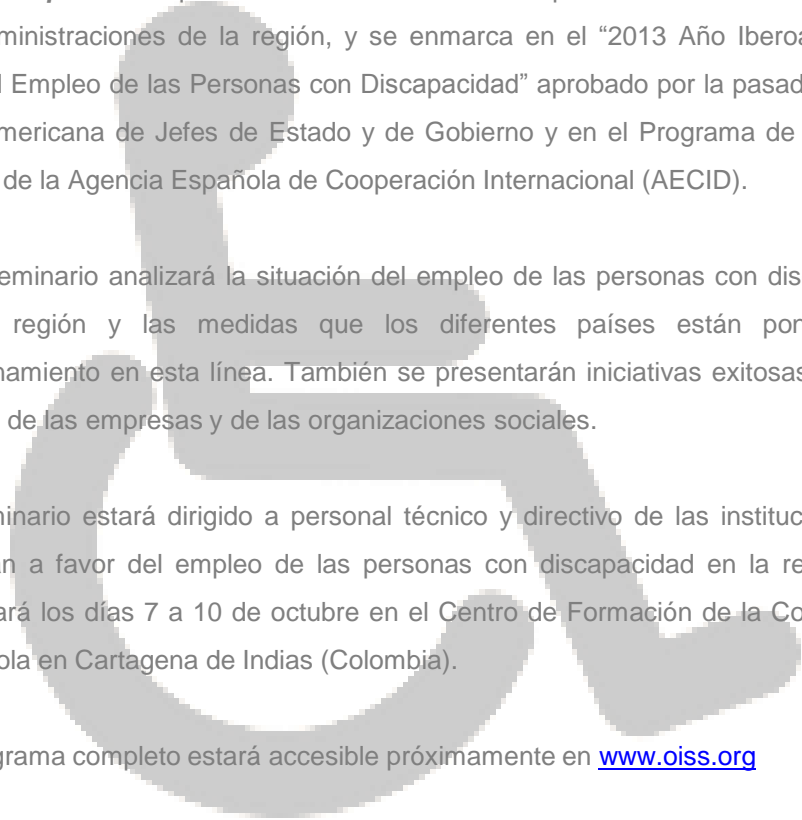 ministraciones de la región, y se enmarca en el “2013 Año Iberoa
l Empleo de las Personas con Discapacidad” aprobado por la pasad
mericana de Jefes de Estado y de Gobierno y en el Programa de
de la Agencia Española de Cooperación Internacional (AECID).
eminario analizará la situación del empleo de las personas con dis
región y las medidas que los diferentes países están pon
namiento en esta línea. También se presentarán iniciativas exitosas
de las empresas y de las organizaciones sociales.
ninario estará dirigido a personal técnico y directivo de las instituc
an a favor del empleo de las personas con discapacidad en la re
ará los días 7 a 10 de octubre en el Centro de Formación de la Co
ola en Cartagena de Indias (Colombia).
grama completo estará accesible próximamente en www.oiss.org